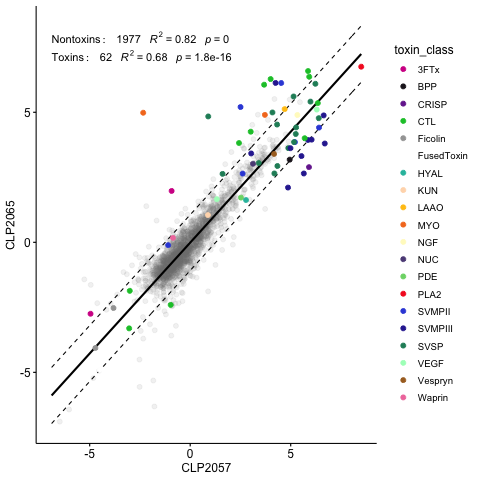 Nontoxins: 1977 R² = 0.82 p = 0
Toxins: 62 R² = 0.68 p = 1.8e-16
toxin_class
3FTx
BPP
CRISP
CTL
Ficolin
FusedToxin
HYAL
KUN
LAAO
MYO
NGF
NUC
PDE
PLA2
SVMPII
SVMPIII
SVSP
VEGF
Vespryn
Waprin
CLP2065
5
0
-5
-5 0 5
CLP2057